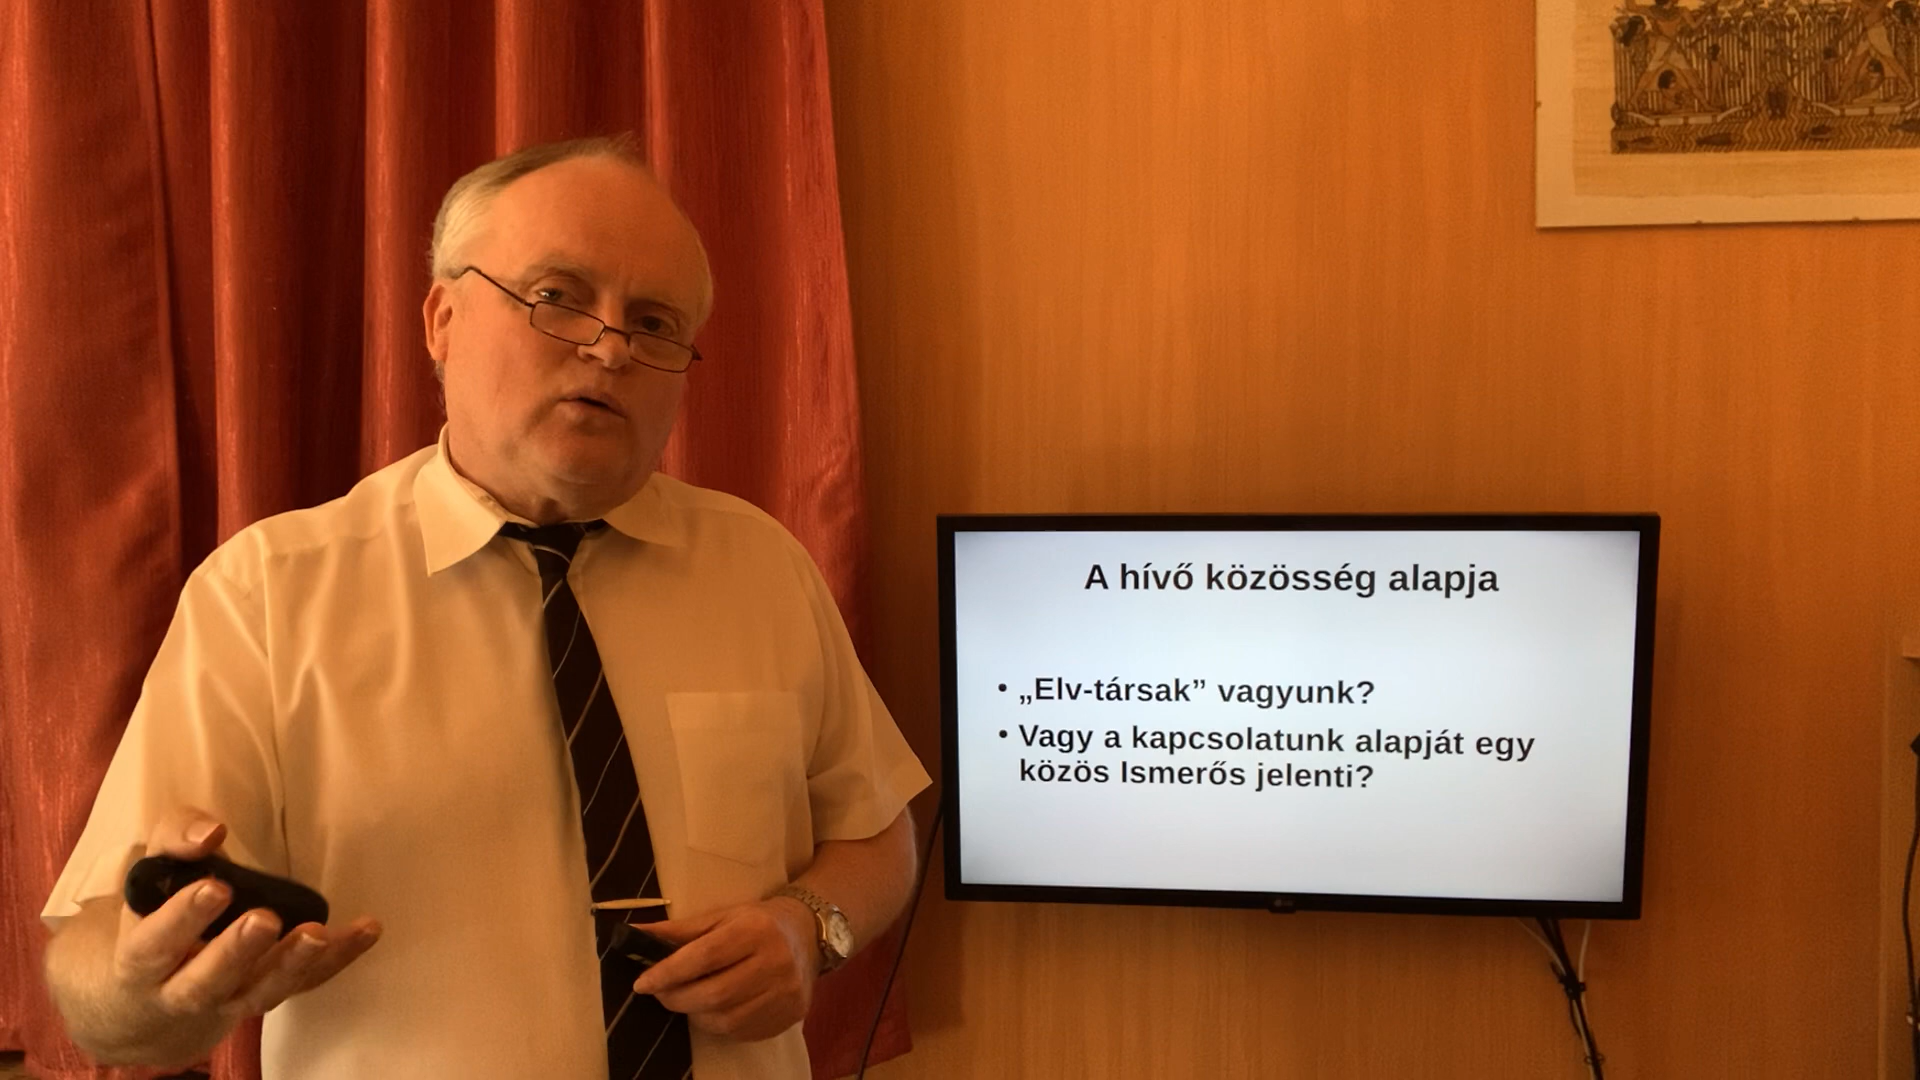 A hívő közösség alapja
• „Elv-társak” vagyunk?
• Vagy a kapcsolatunk alapját egy
közös Ismerős jelenti?